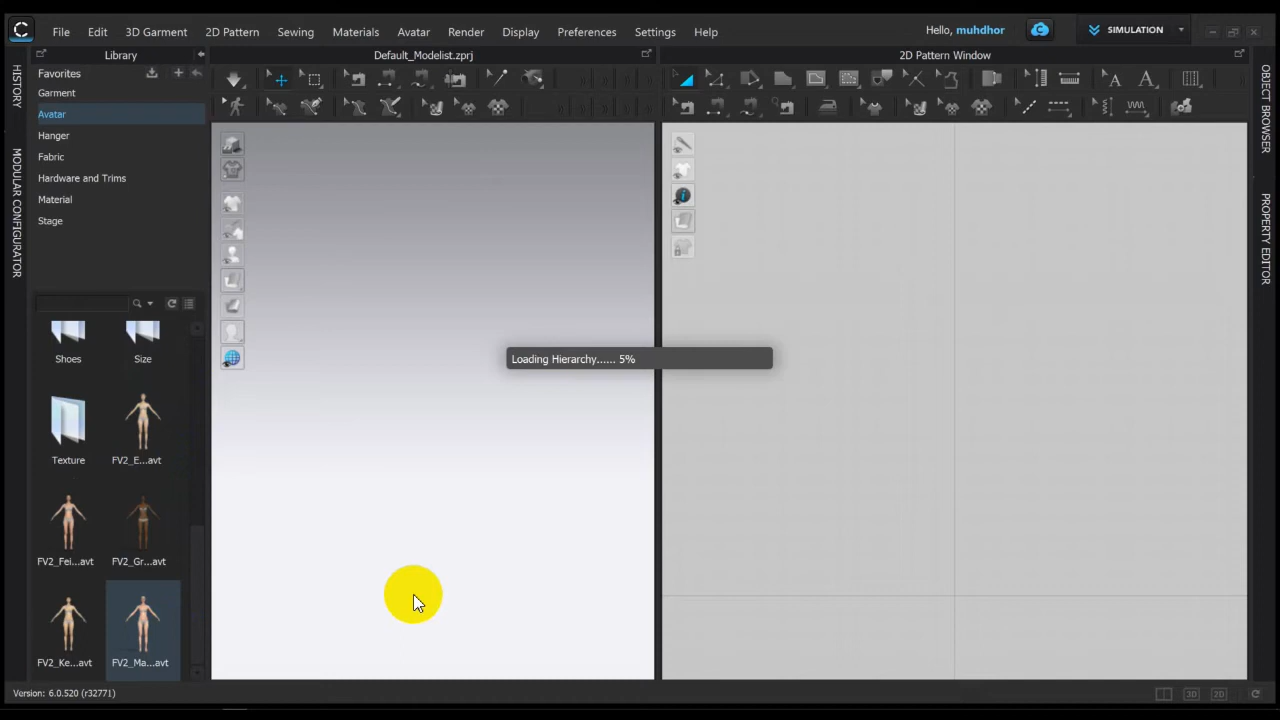 File Edit 3D Garment 2D Pattern Sewing Materials Avatar Render Display Preferences Settings Help
Hello, muhdhor
SIMULATION
Library
Default_Modelist.zprj
2D Pattern Window
HISTORY
MODULAR CONFIGURATOR
Favorites
Garment
Avatar
Hanger
Fabric
Hardware and Trims
Material
Stage
Shoes Size
Texture FV2_E...avt
FV2_Fei...avt FV2_Gr...avt
FV2_Ke...avt FV2_Ma...avt
Loading Hierarchy...... 5%
OBJECT BROWSER
PROPERTY EDITOR
Version: 6.0.520 (r32771)
3D 2D